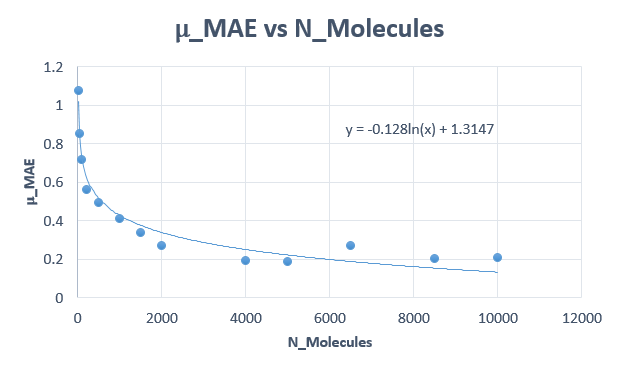 μ_MAE vs N_Molecules
1.2
1
0.8
0.6
0.4
0.2
0
μ_MAE
y = -0.128ln(x) + 1.3147
0 2000 4000 6000 8000 10000 12000
N_Molecules